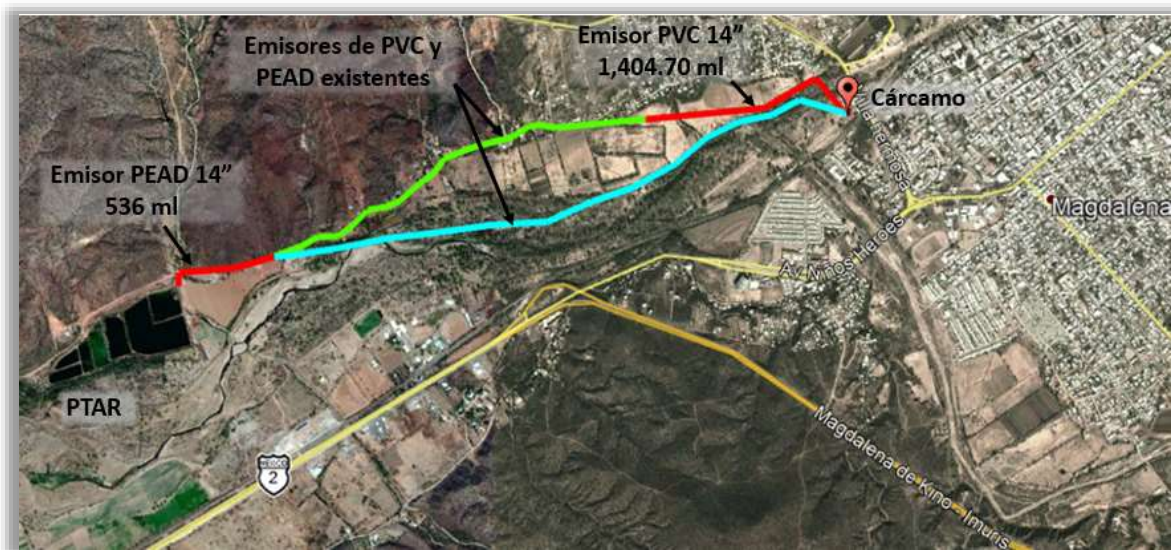 Emisores de PVC y
PEAD existentes
Emisor PVC 14”
1,404.70 ml
Cárcamo
Emisor PEAD 14”
536 ml
Magdalena
Av Niños Héroes
PTAR
MEXICO
2
Magdalena de Kino - Imuris